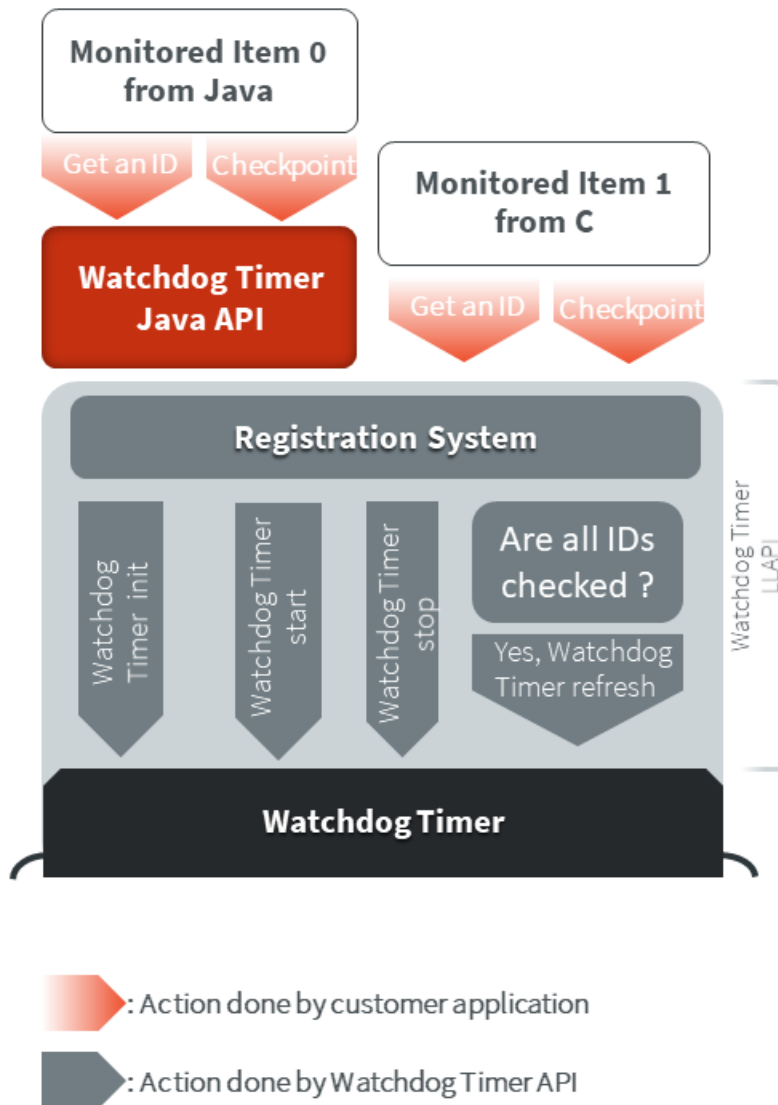 Monitored Item 0
from Java
Get an ID
Checkpoint
Monitored Item 1
from C
Watchdog Timer
Java API
Get an ID
Checkpoint
Registration System
Watchdog
Timer init
Watchdog Timer
start
Watchdog Timer
stop
Are all IDs
checked ?
Yes, Watchdog
Timer refresh
Watchdog Timer
LLAPI
Watchdog Timer
: Action done by customer application
: Action done by Watchdog Timer API